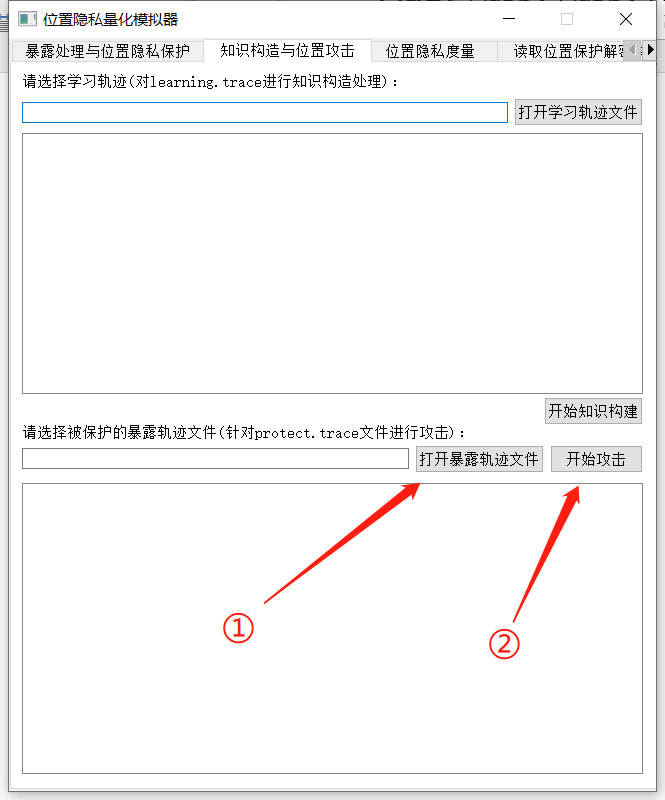 位置隐私量化模拟器
暴露处理与位置隐私保护 知识构造与位置攻击 位置隐私度量 读取位置保护解密
请选择学习轨迹(对learning.trace进行知识构造处理)：
打开学习轨迹文件
开始知识构建
请选择被保护的暴露轨迹文件(针对protect.trace文件进行攻击)：
打开暴露轨迹文件 开始攻击
①
②